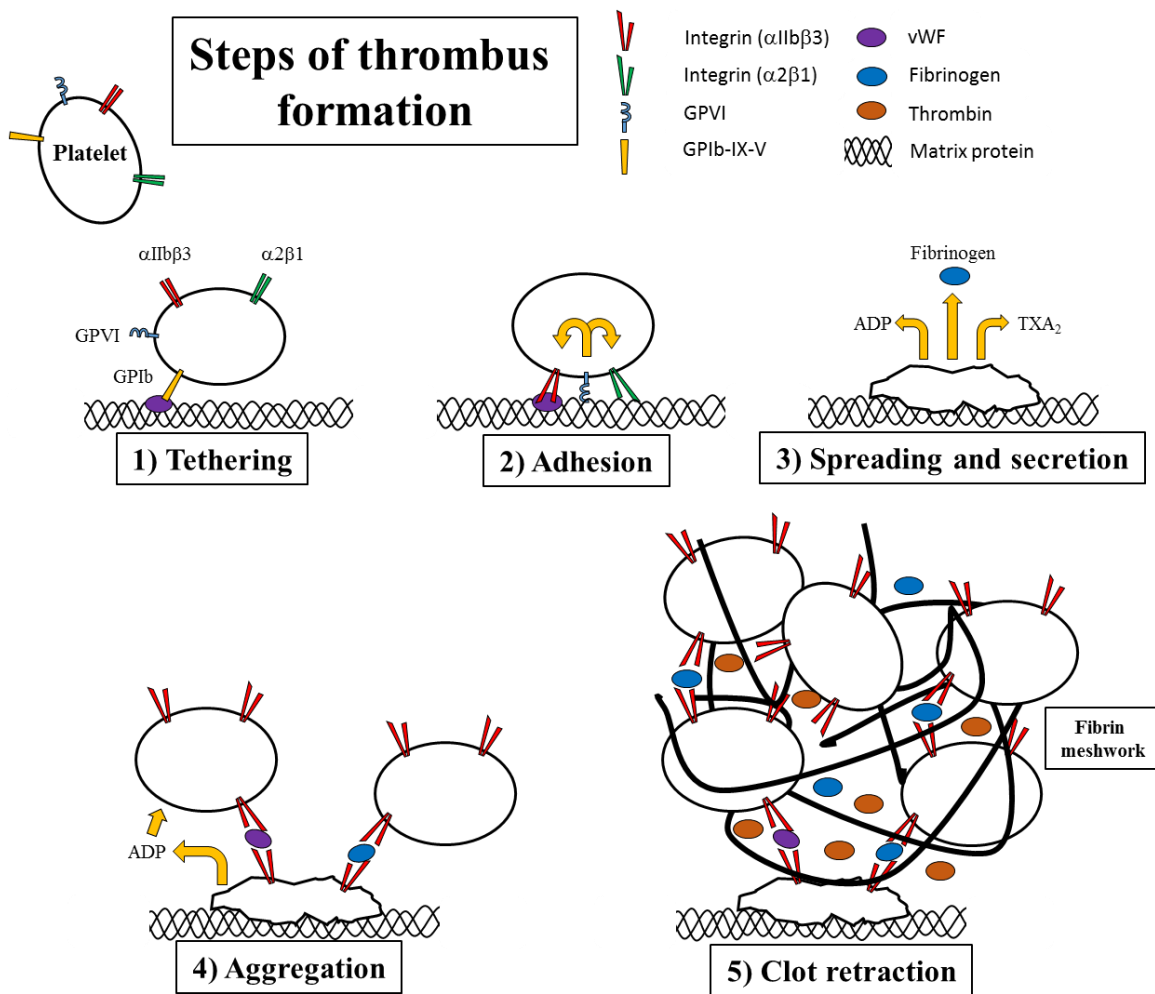 Steps of thrombus
formation
Platelet
Integrin (αIIbβ3)
Integrin (α2β1)
GPVI
GPIb-IX-V
vWF
Fibrinogen
Thrombin
Matrix protein
αIIbβ3
α2β1
GPVI
GPIb
1) Tethering
2) Adhesion
Fibrinogen
ADP
TXA₂
3) Spreading and secretion
ADP
4) Aggregation
Fibrin
meshwork
5) Clot retraction